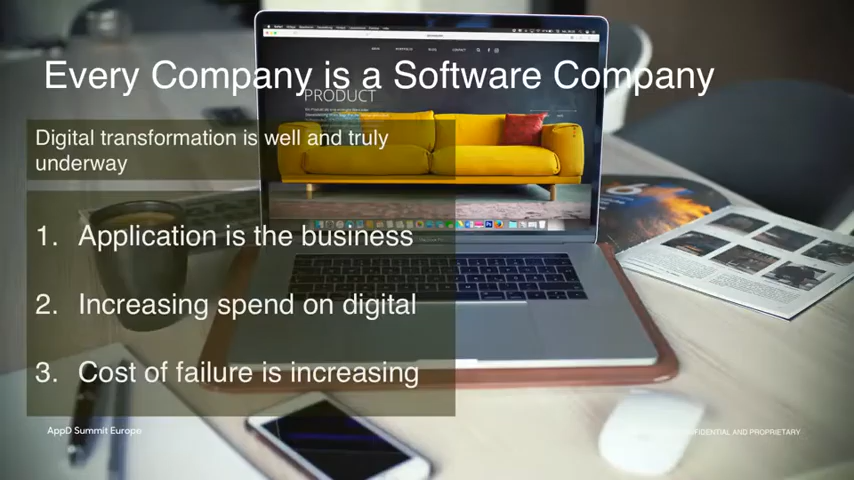 Every Company is a Software Company
PRODUCT
Digital transformation is well and truly
underway
1. Application is the business
2. Increasing spend on digital
3. Cost of failure is increasing
AppD Summit Europe
AND PROPRIETARY